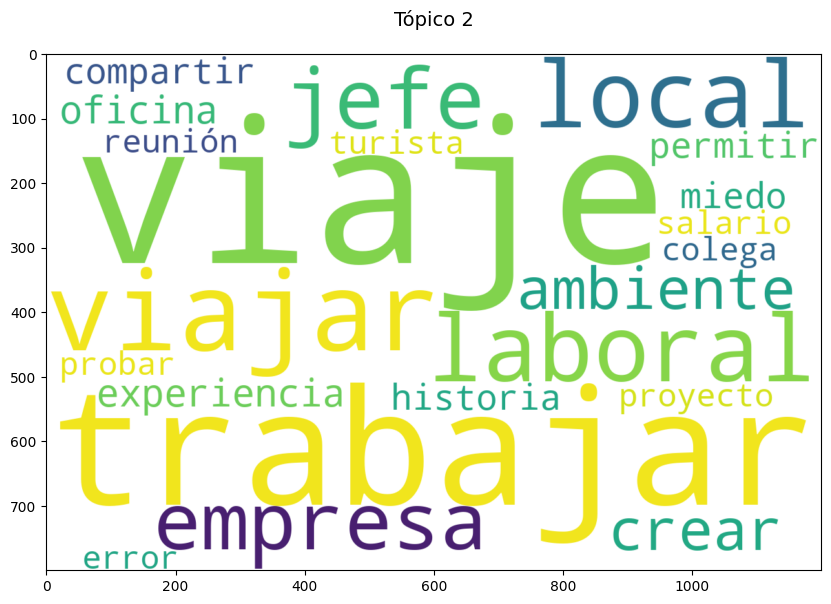 Tópico 2
0
100
200
300
400
500
600
700
compartir
jefe
local
oficina
reunión
turista
permitir
viaje
miedo
salario
colega
ambiente
viajar
laboral
probar
experiencia
historia
proyecto
trabajar
empresa
crear
error
0 200 400 600 800 1000